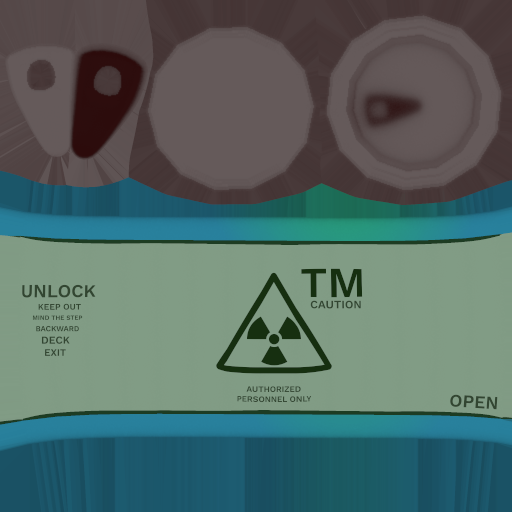 UNLOCK
KEEP OUT
MIND THE STEP
BACKWARD
DECK
EXIT
TM
CAUTION
AUTHORIZED
PERSONNEL ONLY
OPEN